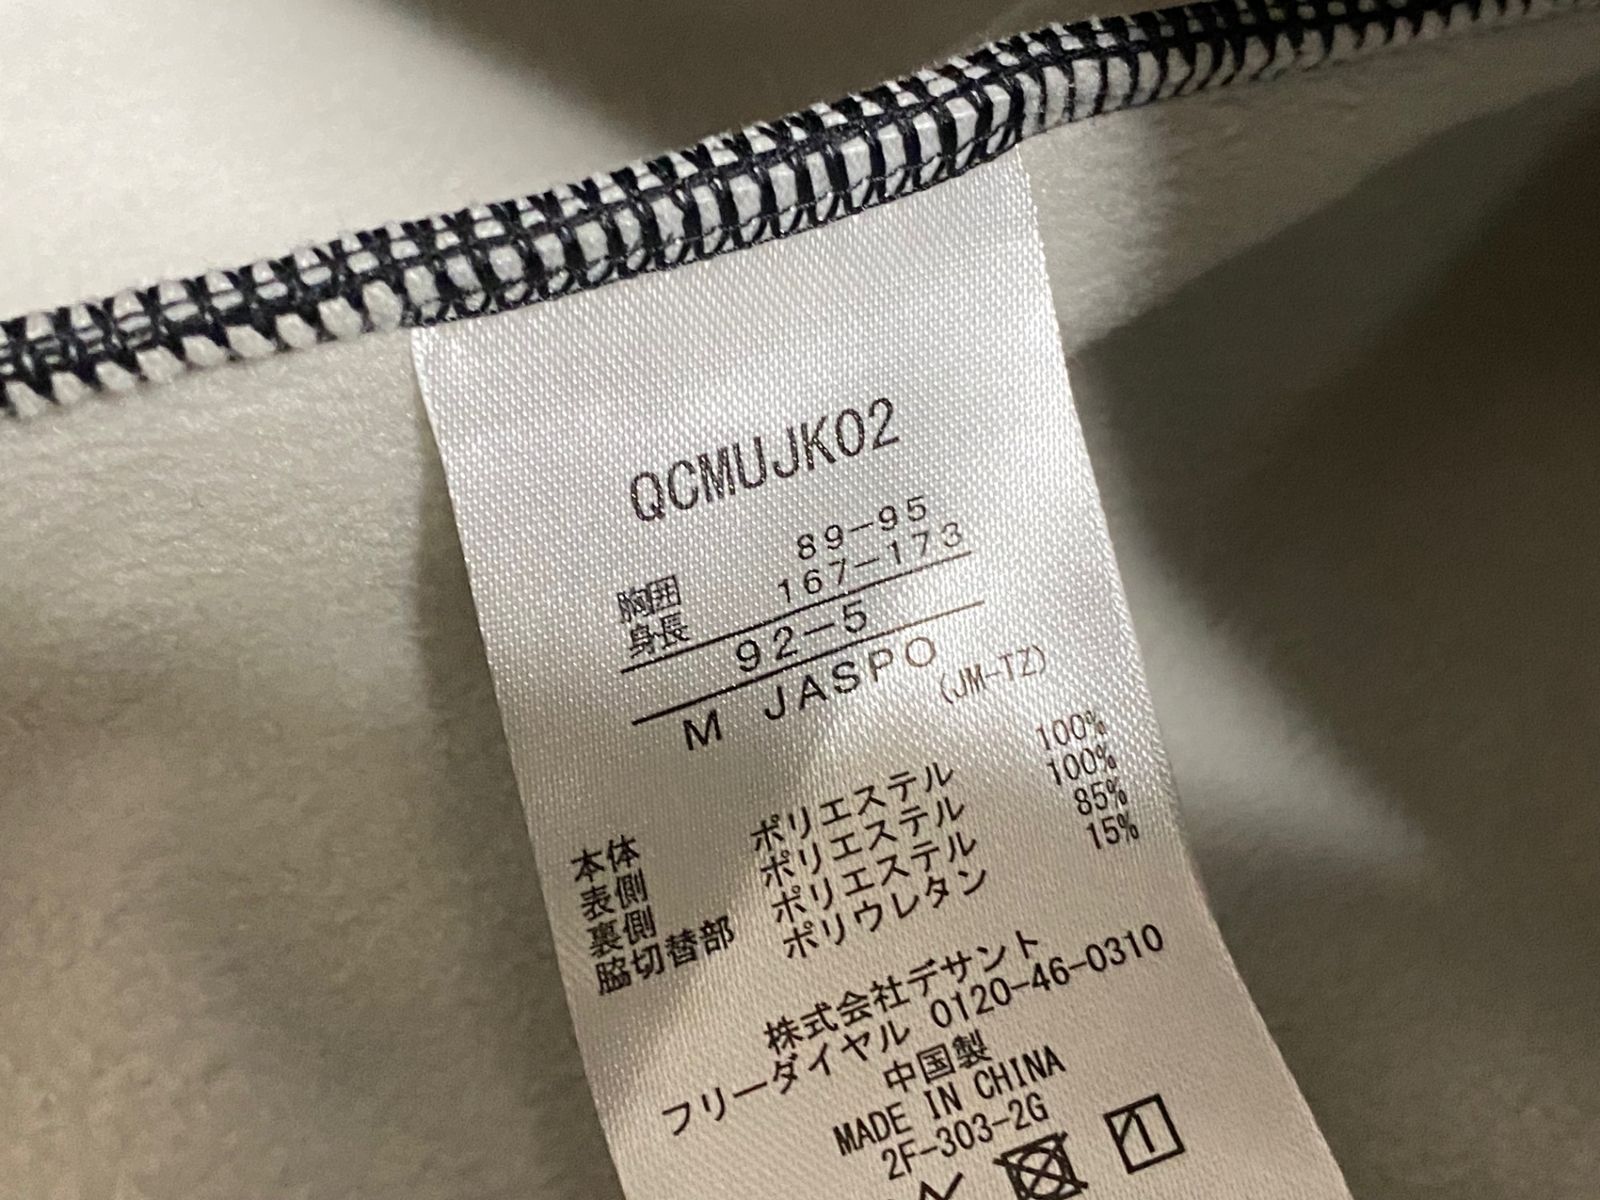 QCMUJK02
胸囲 89-95
身長 167-173
92-5
M JASPO
(JM-TZ)
本体
表側 ポリエステル 100%
裏側 ポリエステル 100%
脇切替部 ポリエステル 85%
ポリウレタン 15%
株式会社デサント
フリーダイヤル 0120-46-0310
中国製
MADE IN CHINA
2F-303-2G